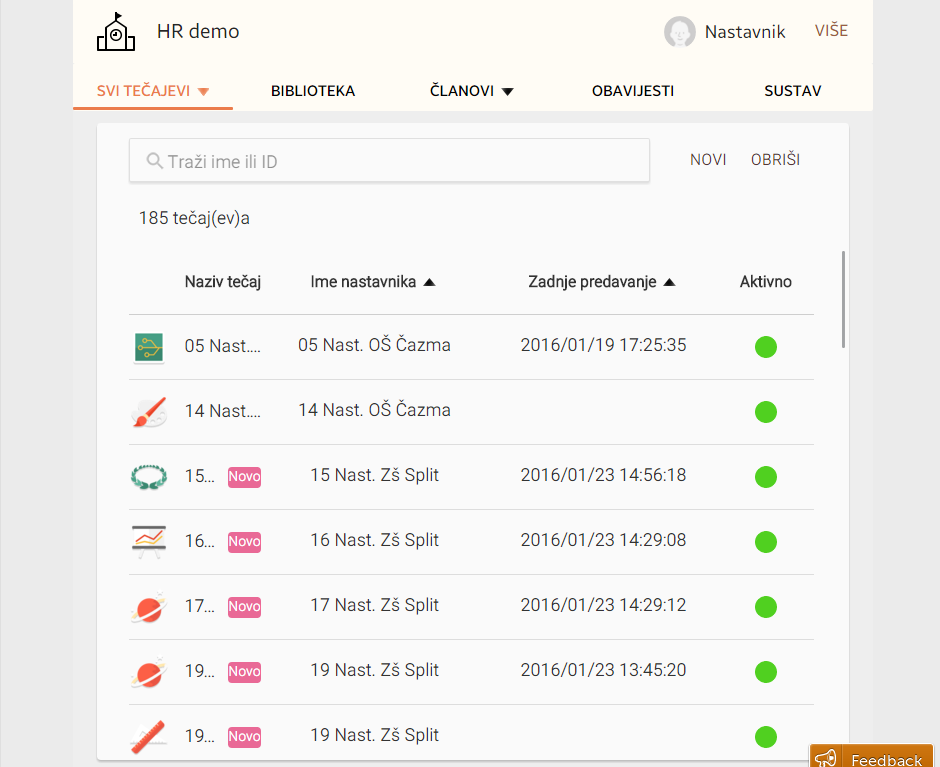 HR demo
Nastavnik VIŠE
SVI TEČAJEVI BIBLIOTEKA ČLANOVI OBAVIJESTI SUSTAV
Traži ime ili ID NOVI OBRIŠI
185 tečaj(ev)a
Naziv tečaj Ime nastavnika Zadnje predavanje Aktivno
05 Nast.... 05 Nast. OŠ Čazma 2016/01/19 17:25:35
14 Nast.... 14 Nast. OŠ Čazma
15... Novo 15 Nast. Zš Split 2016/01/23 14:56:18
16... Novo 16 Nast. Zš Split 2016/01/23 14:29:08
17... Novo 17 Nast. Zš Split 2016/01/23 14:29:12
19... Novo 19 Nast. Zš Split 2016/01/23 13:45:20
19... Novo 19 Nast. Zš Split
Feedback